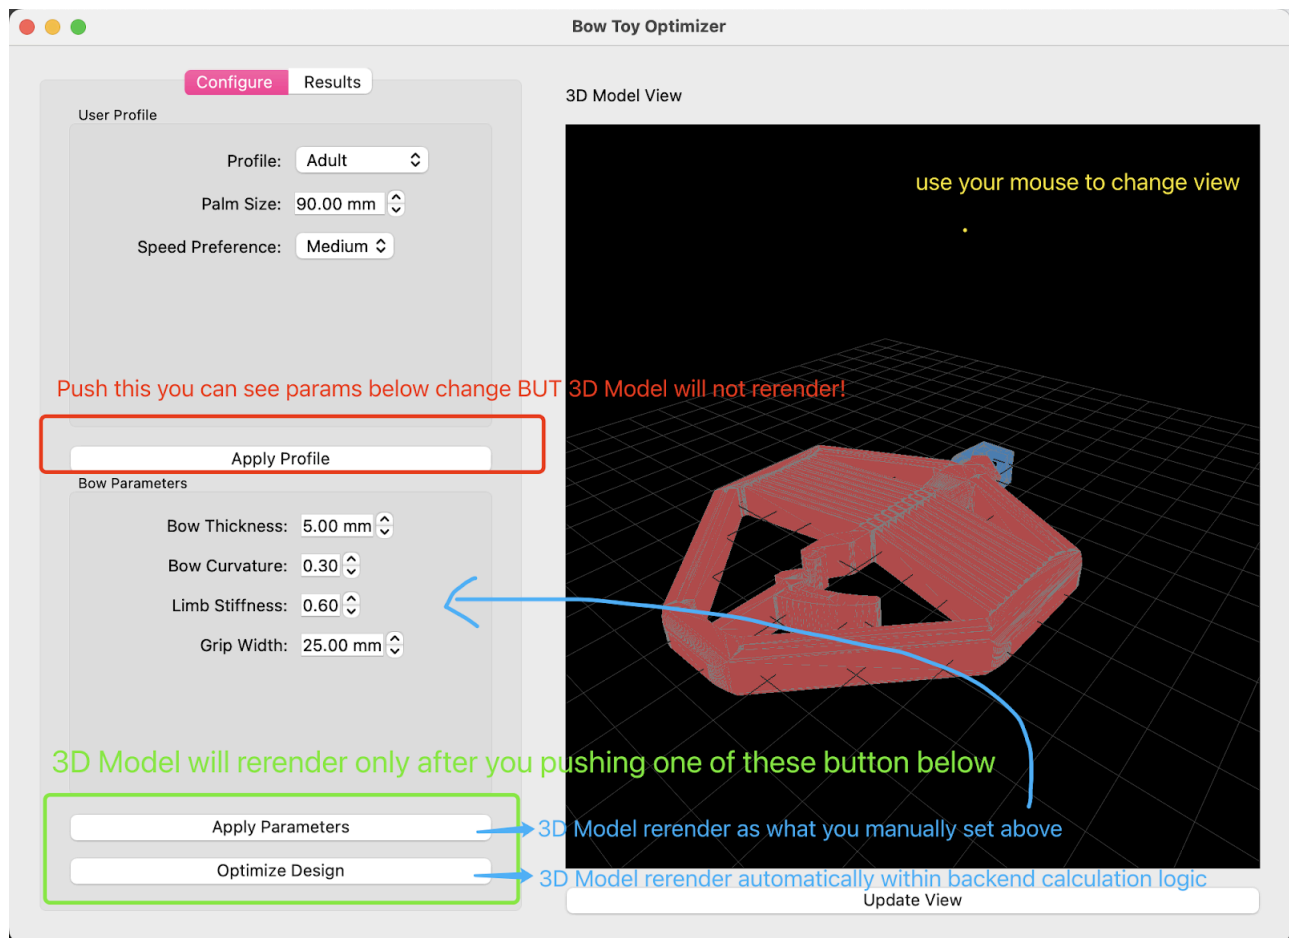 Bow Toy Optimizer
Configure Results
User Profile
Profile: Adult
Palm Size: 90.00 mm
Speed Preference: Medium
Push this you can see params below change BUT 3D Model will not rerender!
Apply Profile
Bow Parameters
Bow Thickness: 5.00 mm
Bow Curvature: 0.30
Limb Stiffness: 0.60
Grip Width: 25.00 mm
3D Model will rerender only after you pushing one of these button below
Apply Parameters
3D Model rerender as what you manually set above
Optimize Design
3D Model rerender automatically within backend calculation logic
3D Model View
use your mouse to change view
Update View